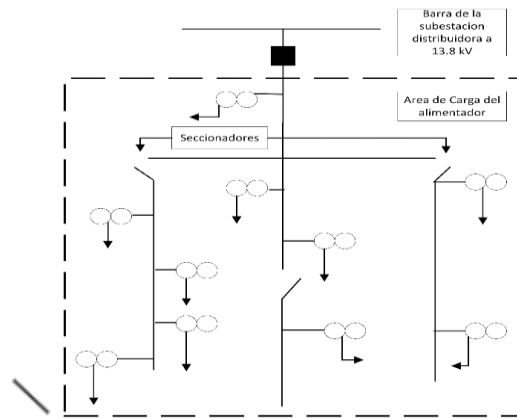 Barra de la
subestacion
distribuidora a
13.8 kV
Area de Carga del
alimentador
Seccionadores